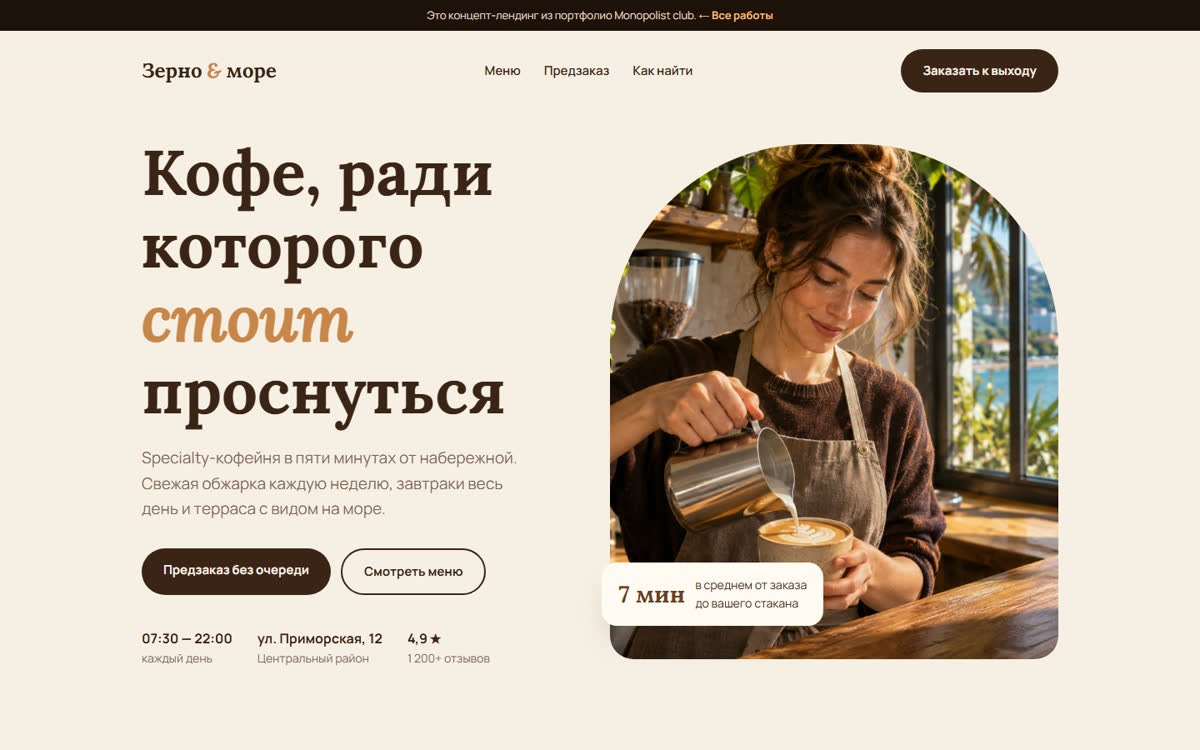 Это концепт-лендинг из портфолио Monopolist club. ← Все работы
Зерно & море
Меню
Предзаказ
Как найти
Заказать к выходу
Кофе, ради
которого
стоит
проснуться
Specialty-кофейня в пяти минутах от набережной.
Свежая обжарка каждую неделю, завтраки весь
день и терраса с видом на море.
Предзаказ без очереди
Смотреть меню
07:30 — 22:00
каждый день
ул. Приморская, 12
Центральный район
4,9 ★
1 200+ отзывов
7 мин
в среднем от заказа
до вашего стакана